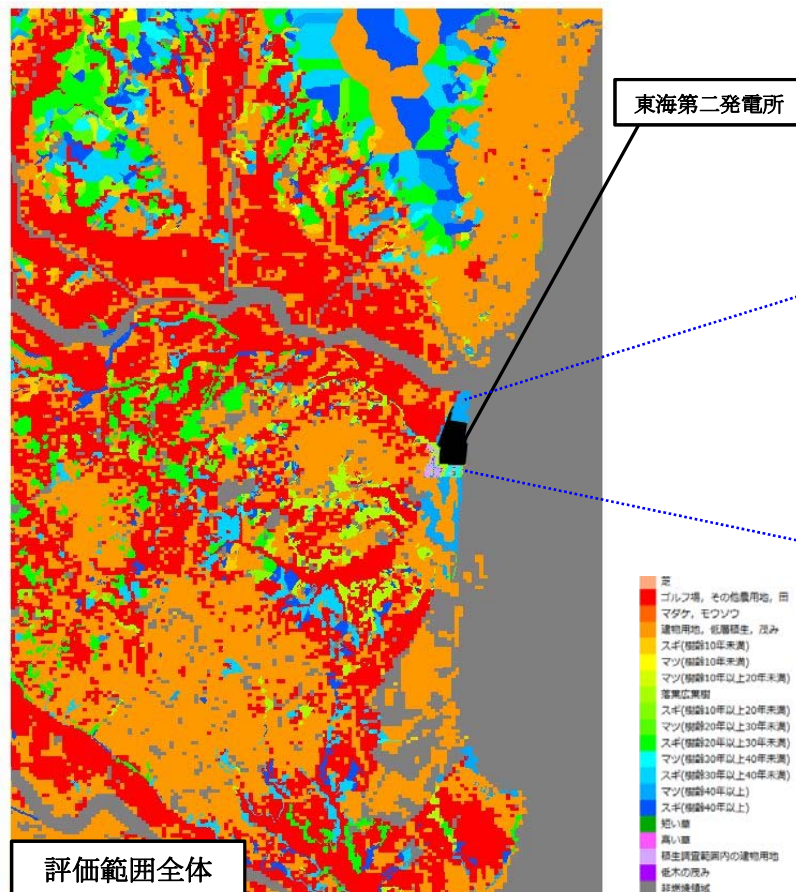 東海第二発電所
芝
ゴルフ場，その他農用地，田
マダケ，モウソウ
建物用地，低層植生，茂み
スギ(樹齢10年未満)
マツ(樹齢10年未満)
マツ(樹齢10年以上20年未満)
落葉広葉樹
スギ(樹齢10年以上20年未満)
マツ(樹齢20年以上30年未満)
スギ(樹齢20年以上30年未満)
マツ(樹齢30年以上40年未満)
スギ(樹齢30年以上40年未満)
マツ(樹齢40年以上)
スギ(樹齢40年以上)
短い草
高い草
植生調査範囲内の建物用地
低木の茂み
非燃焼領域
評価範囲全体